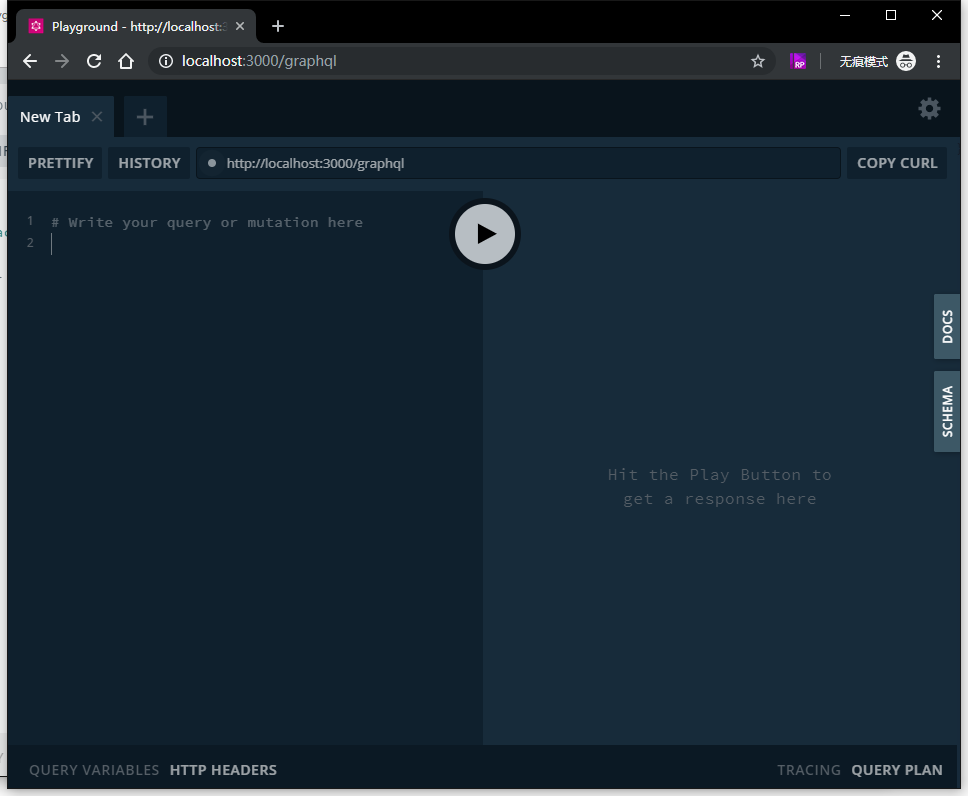 Playground - http://localhost:3
localhost:3000/graphql
RP
无痕模式
New Tab
PRETTIFY
HISTORY
http://localhost:3000/graphql
COPY CURL
1 # Write your query or mutation here
2
DOCS
SCHEMA
Hit the Play Button to
get a response here
QUERY VARIABLES
HTTP HEADERS
TRACING
QUERY PLAN